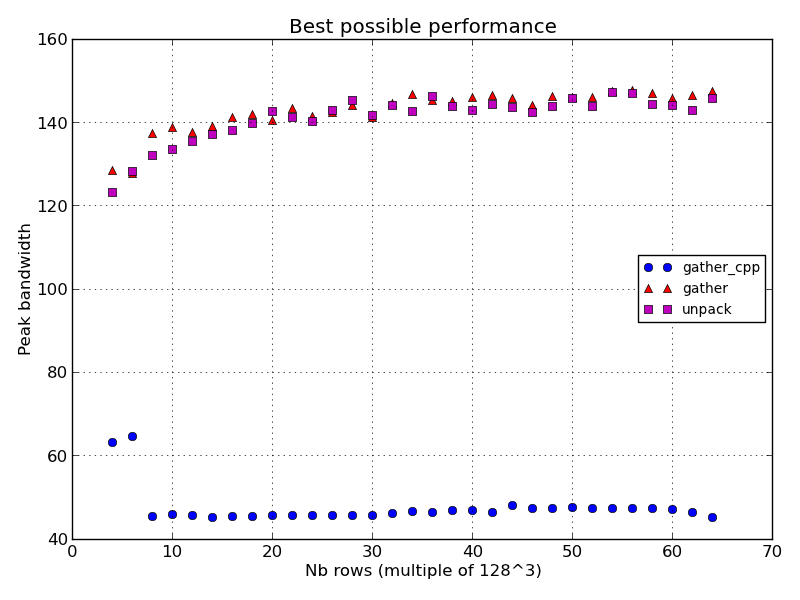 Best possible performance
Peak bandwidth
160
140
120
100
80
60
40
gather_cpp
gather
unpack
0 10 20 30 40 50 60 70
Nb rows (multiple of 128^3)